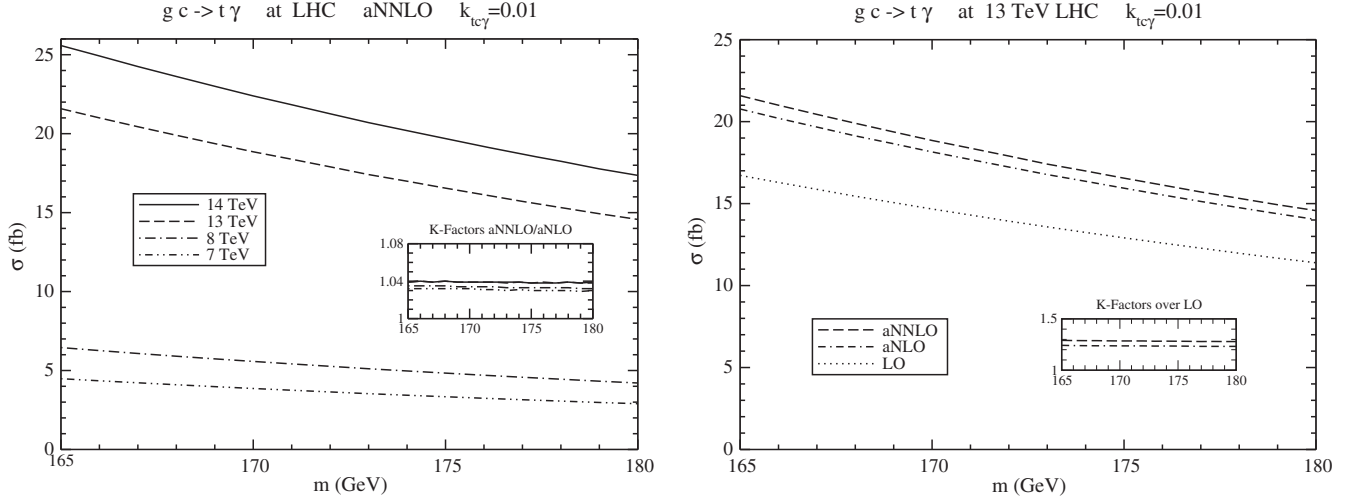 g c -> t γ at LHC aNNLO k_tcγ=0.01
25
20
15
10
5
0
σ (fb)
14 TeV
13 TeV
8 TeV
7 TeV
K-Factors aNNLO/aNLO
1.08
1.04
1
165 170 175 180
165 170 175 180
m (GeV)
g c -> t γ at 13 TeV LHC k_tcγ=0.01
25
20
15
10
5
0
σ (fb)
aNNLO
aNLO
LO
K-Factors over LO
1.5
1
165 170 175 180
165 170 175 180
m (GeV)